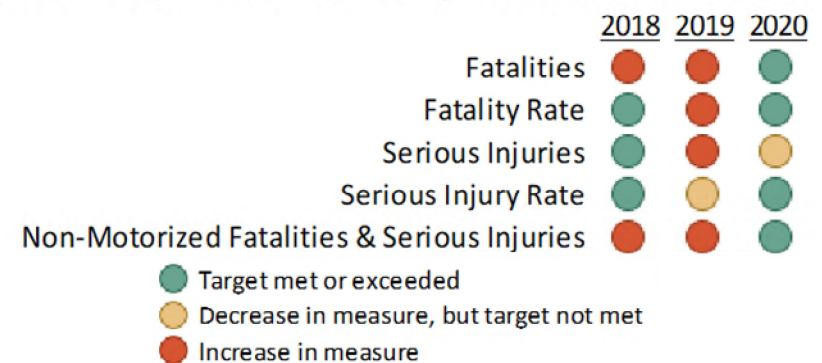 2018 2019 2020
Fatalities
Fatality Rate
Serious Injuries
Serious Injury Rate
Non-Motorized Fatalities & Serious Injuries
Target met or exceeded
Decrease in measure, but target not met
Increase in measure